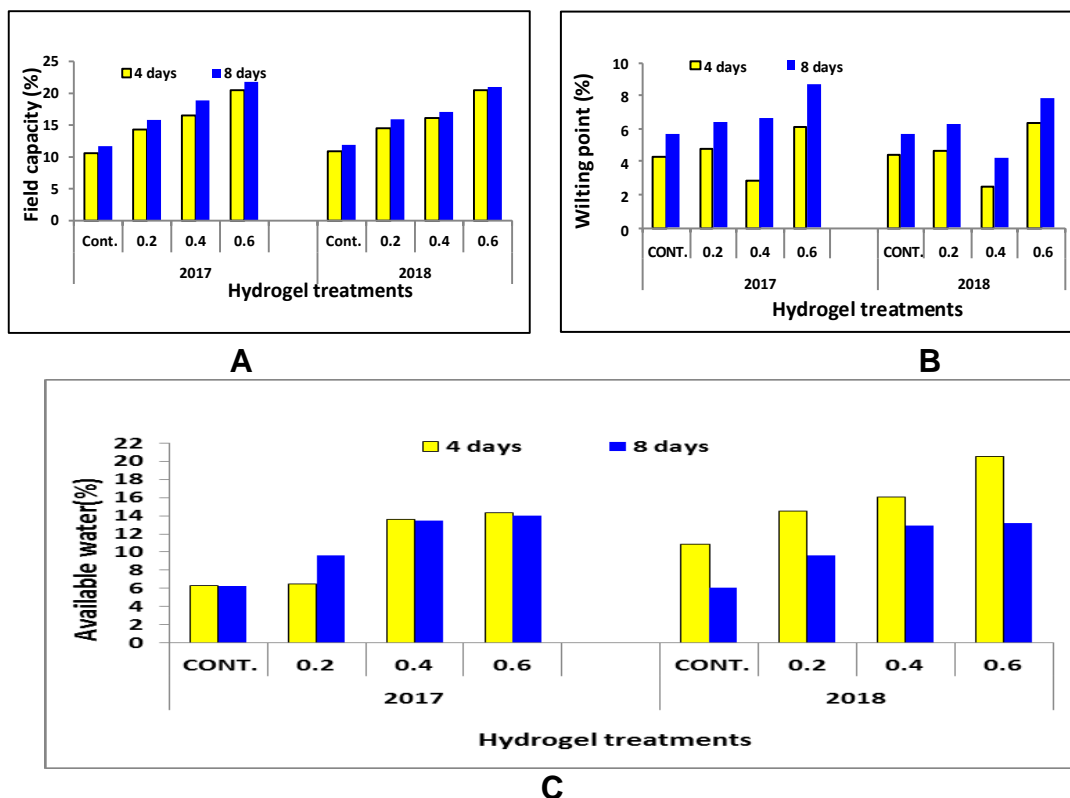 Field capacity (%)
25
20
15
10
5
0
4 days 8 days
Cont. 0.2 0.4 0.6 Cont. 0.2 0.4 0.6
2017 2018
Hydrogel treatments
A
Wilting point (%)
10
8
6
4
2
0
4 days 8 days
CONT. 0.2 0.4 0.6 CONT. 0.2 0.4 0.6
2017 2018
Hydrogel treatments
B
Available water(%)
22
20
18
16
14
12
10
8
6
4
2
0
4 days 8 days
CONT. 0.2 0.4 0.6 CONT. 0.2 0.4 0.6
2017 2018
Hydrogel treatments
C